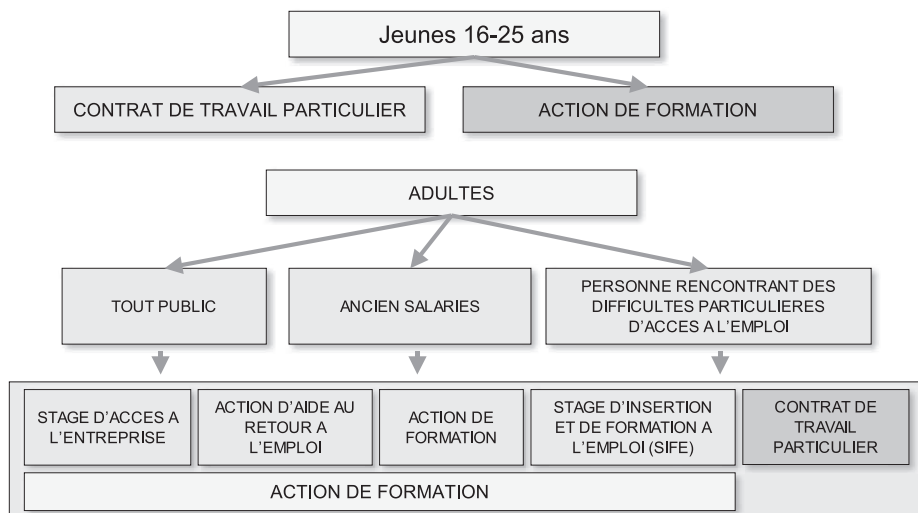 Jeunes 16-25 ans
CONTRAT DE TRAVAIL PARTICULIER
ACTION DE FORMATION
ADULTES
TOUT PUBLIC
ANCIEN SALARIES
PERSONNE RENCONTRANT DES
DIFFICULTES PARTICULIERES
D'ACCES A L'EMPLOI
STAGE D'ACCES A
L'ENTREPRISE
ACTION D'AIDE AU
RETOUR A
L'EMPLOI
ACTION DE
FORMATION
STAGE D'INSERTION
ET DE FORMATION A
L'EMPLOI (SIFE)
CONTRAT DE
TRAVAIL
PARTICULIER
ACTION DE FORMATION